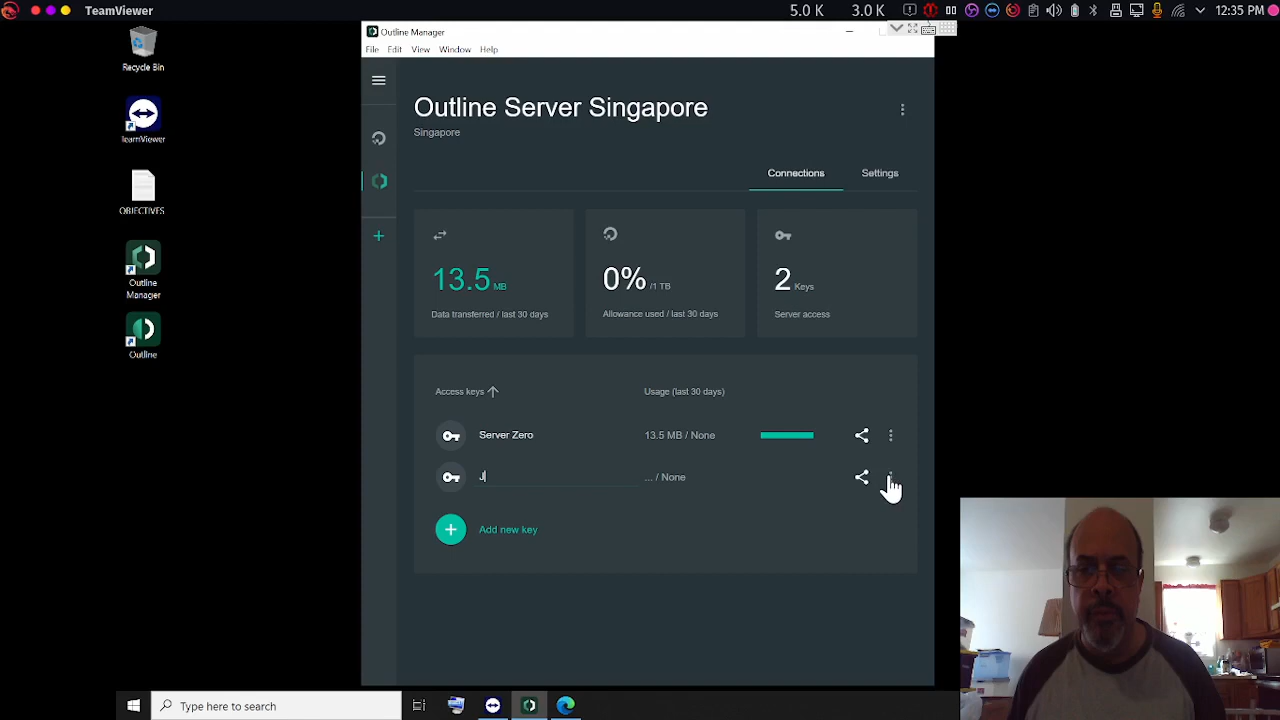 TeamViewer
5.0 K
3.0 K
12:35 PM
Outline Manager
File Edit View Window Help
Recycle Bin
TeamViewer
OBJECTIVES
Outline
Manager
Outline
Outline Server Singapore
Singapore
Connections
Settings
13.5 MB
Data transferred / last 30 days
0% /1 TB
Allowance used / last 30 days
2 Keys
Server access
Access keys
Usage (last 30 days)
Server Zero
13.5 MB / None
J
... / None
Add new key
Type here to search